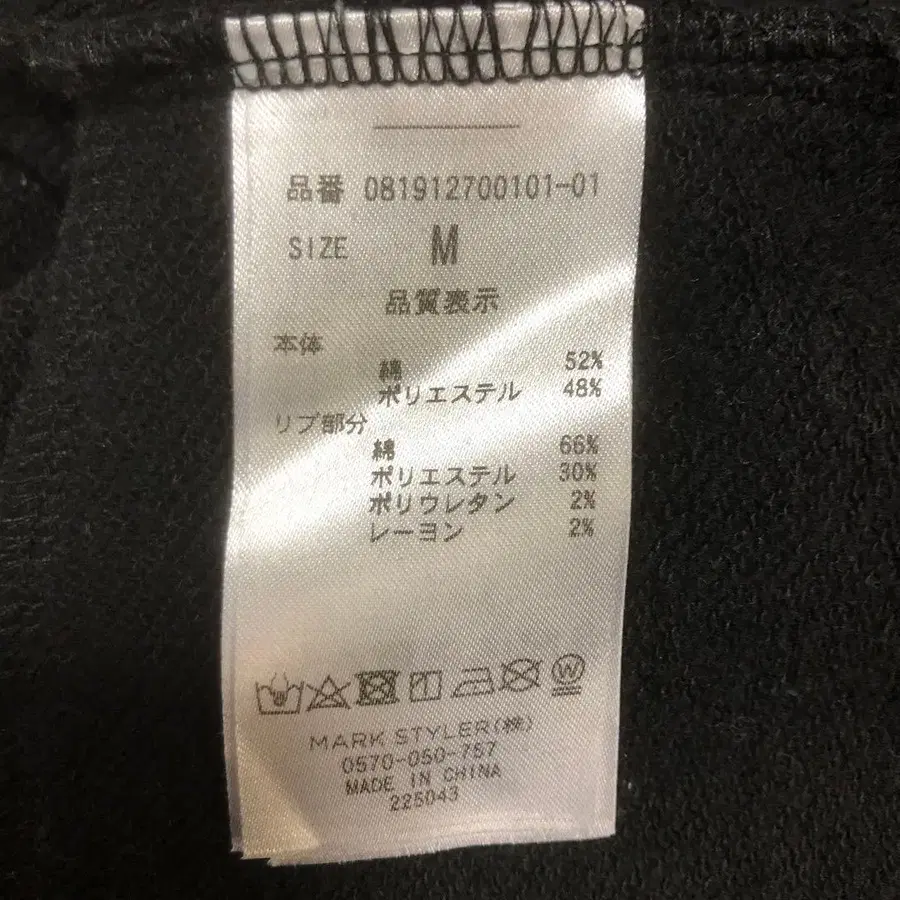 品番 081912700101-01
SIZE M
品質表示
本体
綿 52%
ポリエステル 48%
リブ部分
綿 66%
ポリエステル 30%
ポリウレタン 2%
レーヨン 2%
W
MARK STYLER(株)
0570-050-757
MADE IN CHINA
225043